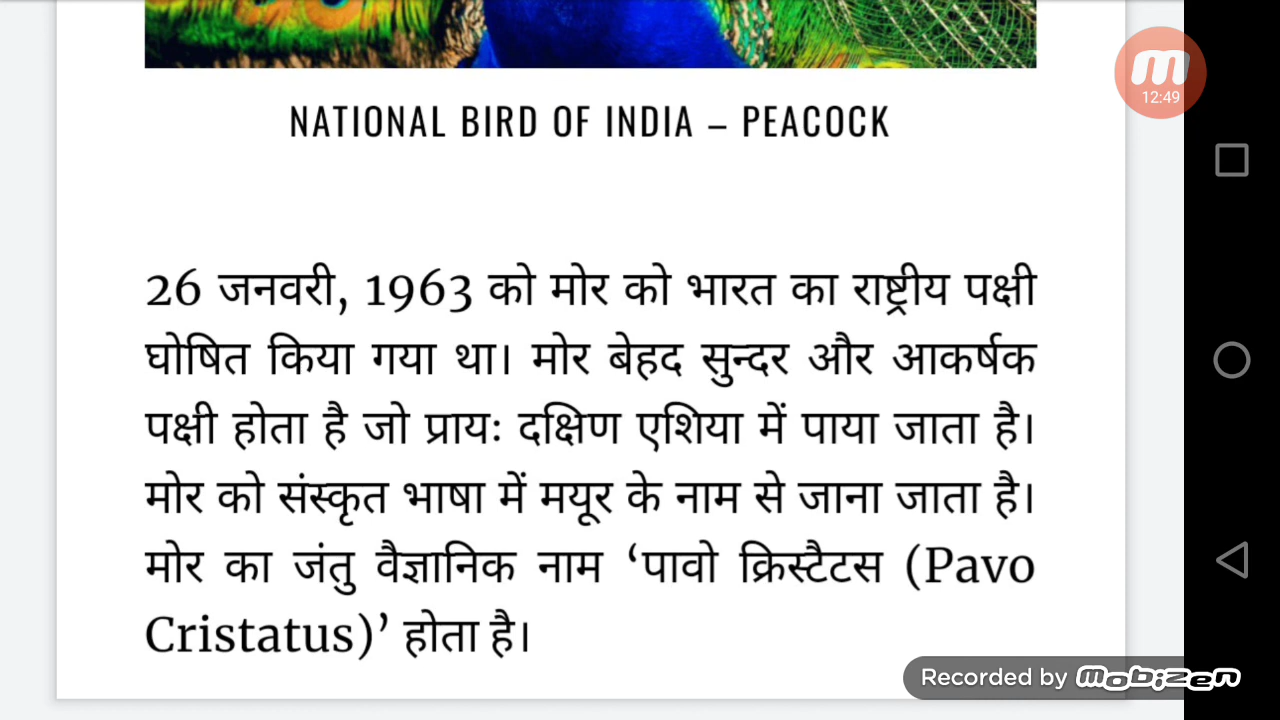 M
12:49
NATIONAL BIRD OF INDIA – PEACOCK
26 जनवरी, 1963 को मोर को भारत का राष्ट्रीय पक्षी
घोषित किया गया था। मोर बेहद सुन्दर और आकर्षक
पक्षी होता है जो प्रायः दक्षिण एशिया में पाया जाता है।
मोर को संस्कृत भाषा में मयूर के नाम से जाना जाता है।
मोर का जंतु वैज्ञानिक नाम ‘पावो क्रिस्टैटस (Pavo
Cristatus)’ होता है।
Recorded by mobizen